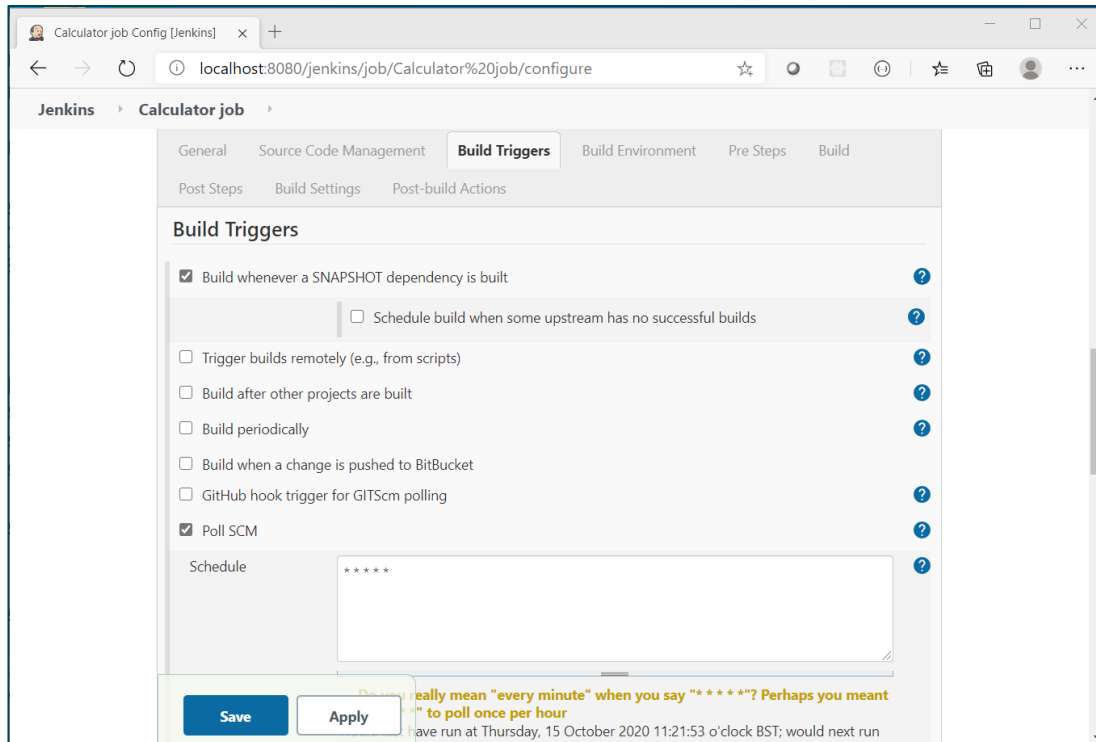 Calculator job Config [Jenkins]
localhost:8080/jenkins/job/Calculator%20job/configure
Jenkins Calculator job
General Source Code Management Build Triggers Build Environment Pre Steps Build
Post Steps Build Settings Post-build Actions
Build Triggers
Build whenever a SNAPSHOT dependency is built
Schedule build when some upstream has no successful builds
Trigger builds remotely (e.g., from scripts)
Build after other projects are built
Build periodically
Build when a change is pushed to BitBucket
GitHub hook trigger for GITScm polling
Poll SCM
Schedule
* * * * *
Do you really mean "every minute" when you say "* * * * *"? Perhaps you meant
*" to poll once per hour
have run at Thursday, 15 October 2020 11:21:53 o'clock BST; would next run
Save Apply